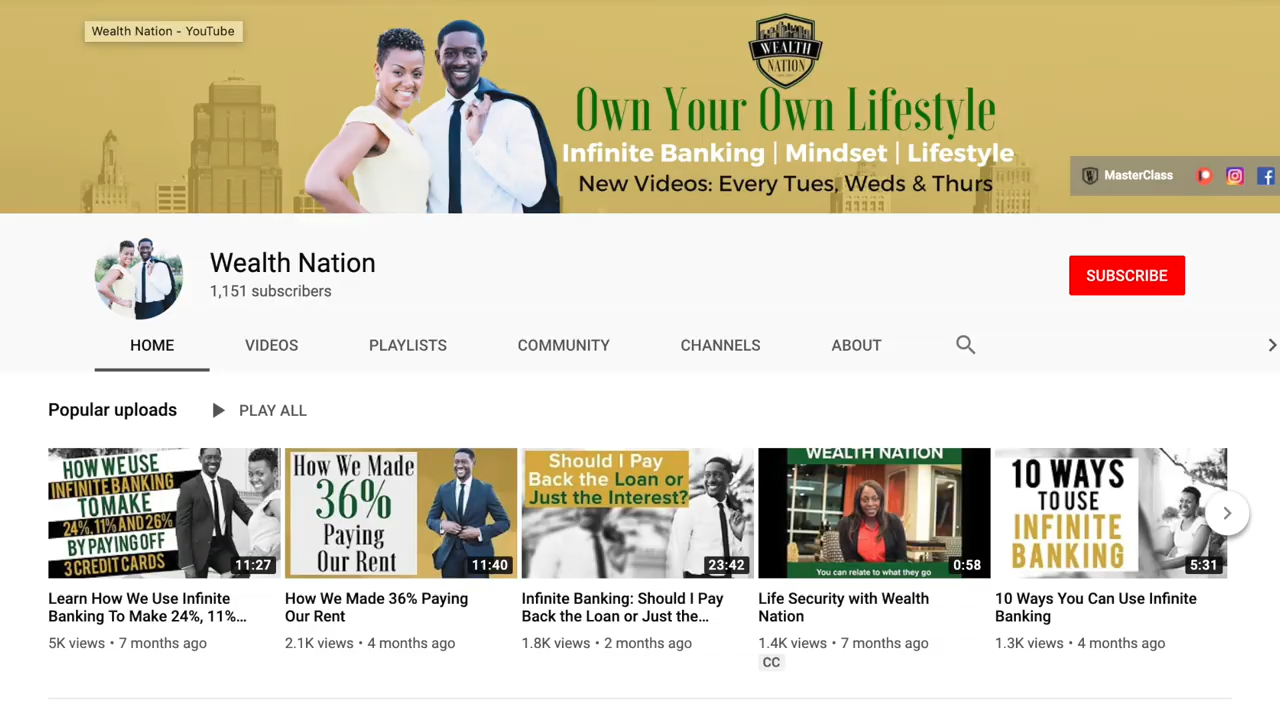 Wealth Nation - YouTube
WEALTH
NATION
Own Your Own Lifestyle
Infinite Banking | Mindset | Lifestyle
New Videos: Every Tues, Weds & Thurs
MasterClass
Wealth Nation
1,151 subscribers
SUBSCRIBE
HOME VIDEOS PLAYLISTS COMMUNITY CHANNELS ABOUT
Popular uploads PLAY ALL
HOW WE USE
INFINITE BANKING
TO MAKE
24%, 11% AND 26%
BY PAYING OFF
3 CREDIT CARDS
11:27
How We Made
36%
Paying
Our Rent
11:40
Should I Pay
Back the Loan or
Just the Interest?
23:42
WEALTH NATION
You can relate to what they go
0:58
10 WAYS
TO USE
INFINITE
BANKING
5:31
Learn How We Use Infinite
Banking To Make 24%, 11%...
5K views • 7 months ago
How We Made 36% Paying
Our Rent
2.1K views • 4 months ago
Infinite Banking: Should I Pay
Back the Loan or Just the...
1.8K views • 2 months ago
Life Security with Wealth
Nation
1.4K views • 7 months ago
CC
10 Ways You Can Use Infinite
Banking
1.3K views • 4 months ago